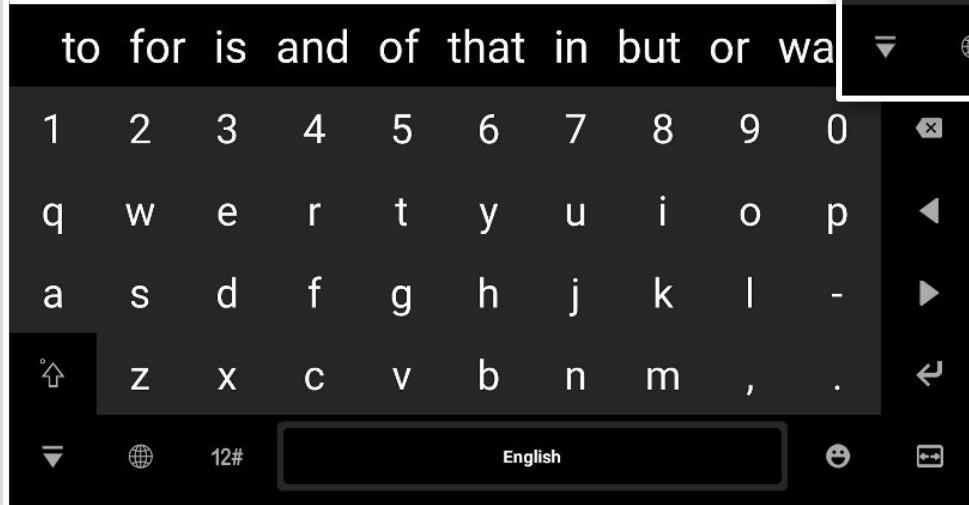 to for is and of that in but or wa
1 2 3 4 5 6 7 8 9 0
q w e r t y u i o p
a s d f g h j k l -
z x c v b n m , .
12# English